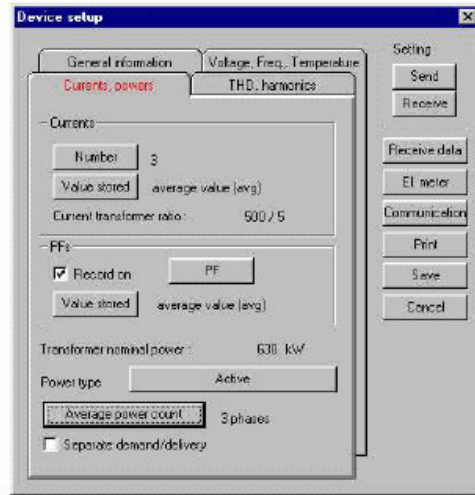 Device setup
General information
Voltage, Freq., Temperature
Currents, powers
THD, harmonics
Currents
Number
3
Value stored
average value (avg)
Current transformer ratio :
500 / 5
PFs
Record on
PF
Value stored
average value (avg)
Transformer nominal power :
630 kW
Power type
Active
Average power count
3 phases
Separate demand/delivery
Setting
Send
Receive
Receive data
El. meter
Communication
Print
Save
Cancel